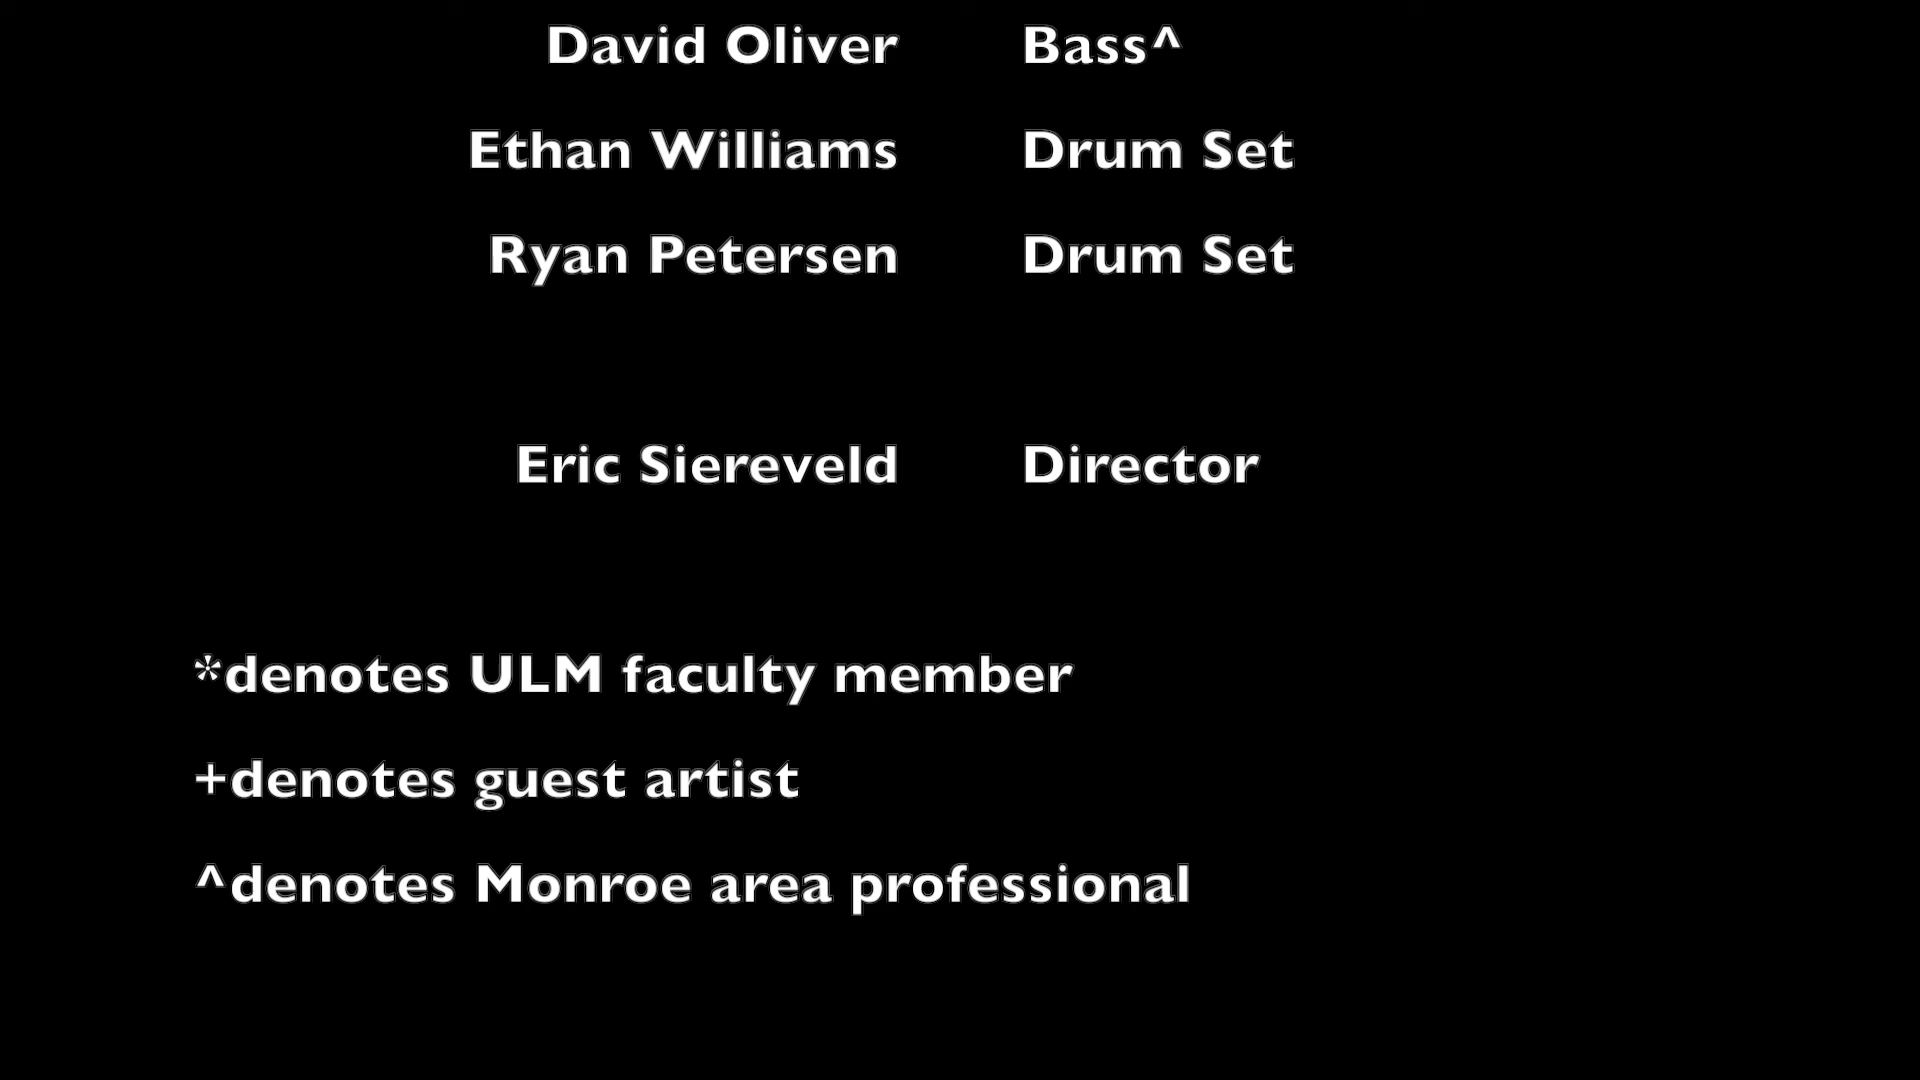 David Oliver Bass^
Ethan Williams Drum Set
Ryan Petersen Drum Set
Eric Siereveld Director
*denotes ULM faculty member
+denotes guest artist
^denotes Monroe area professional